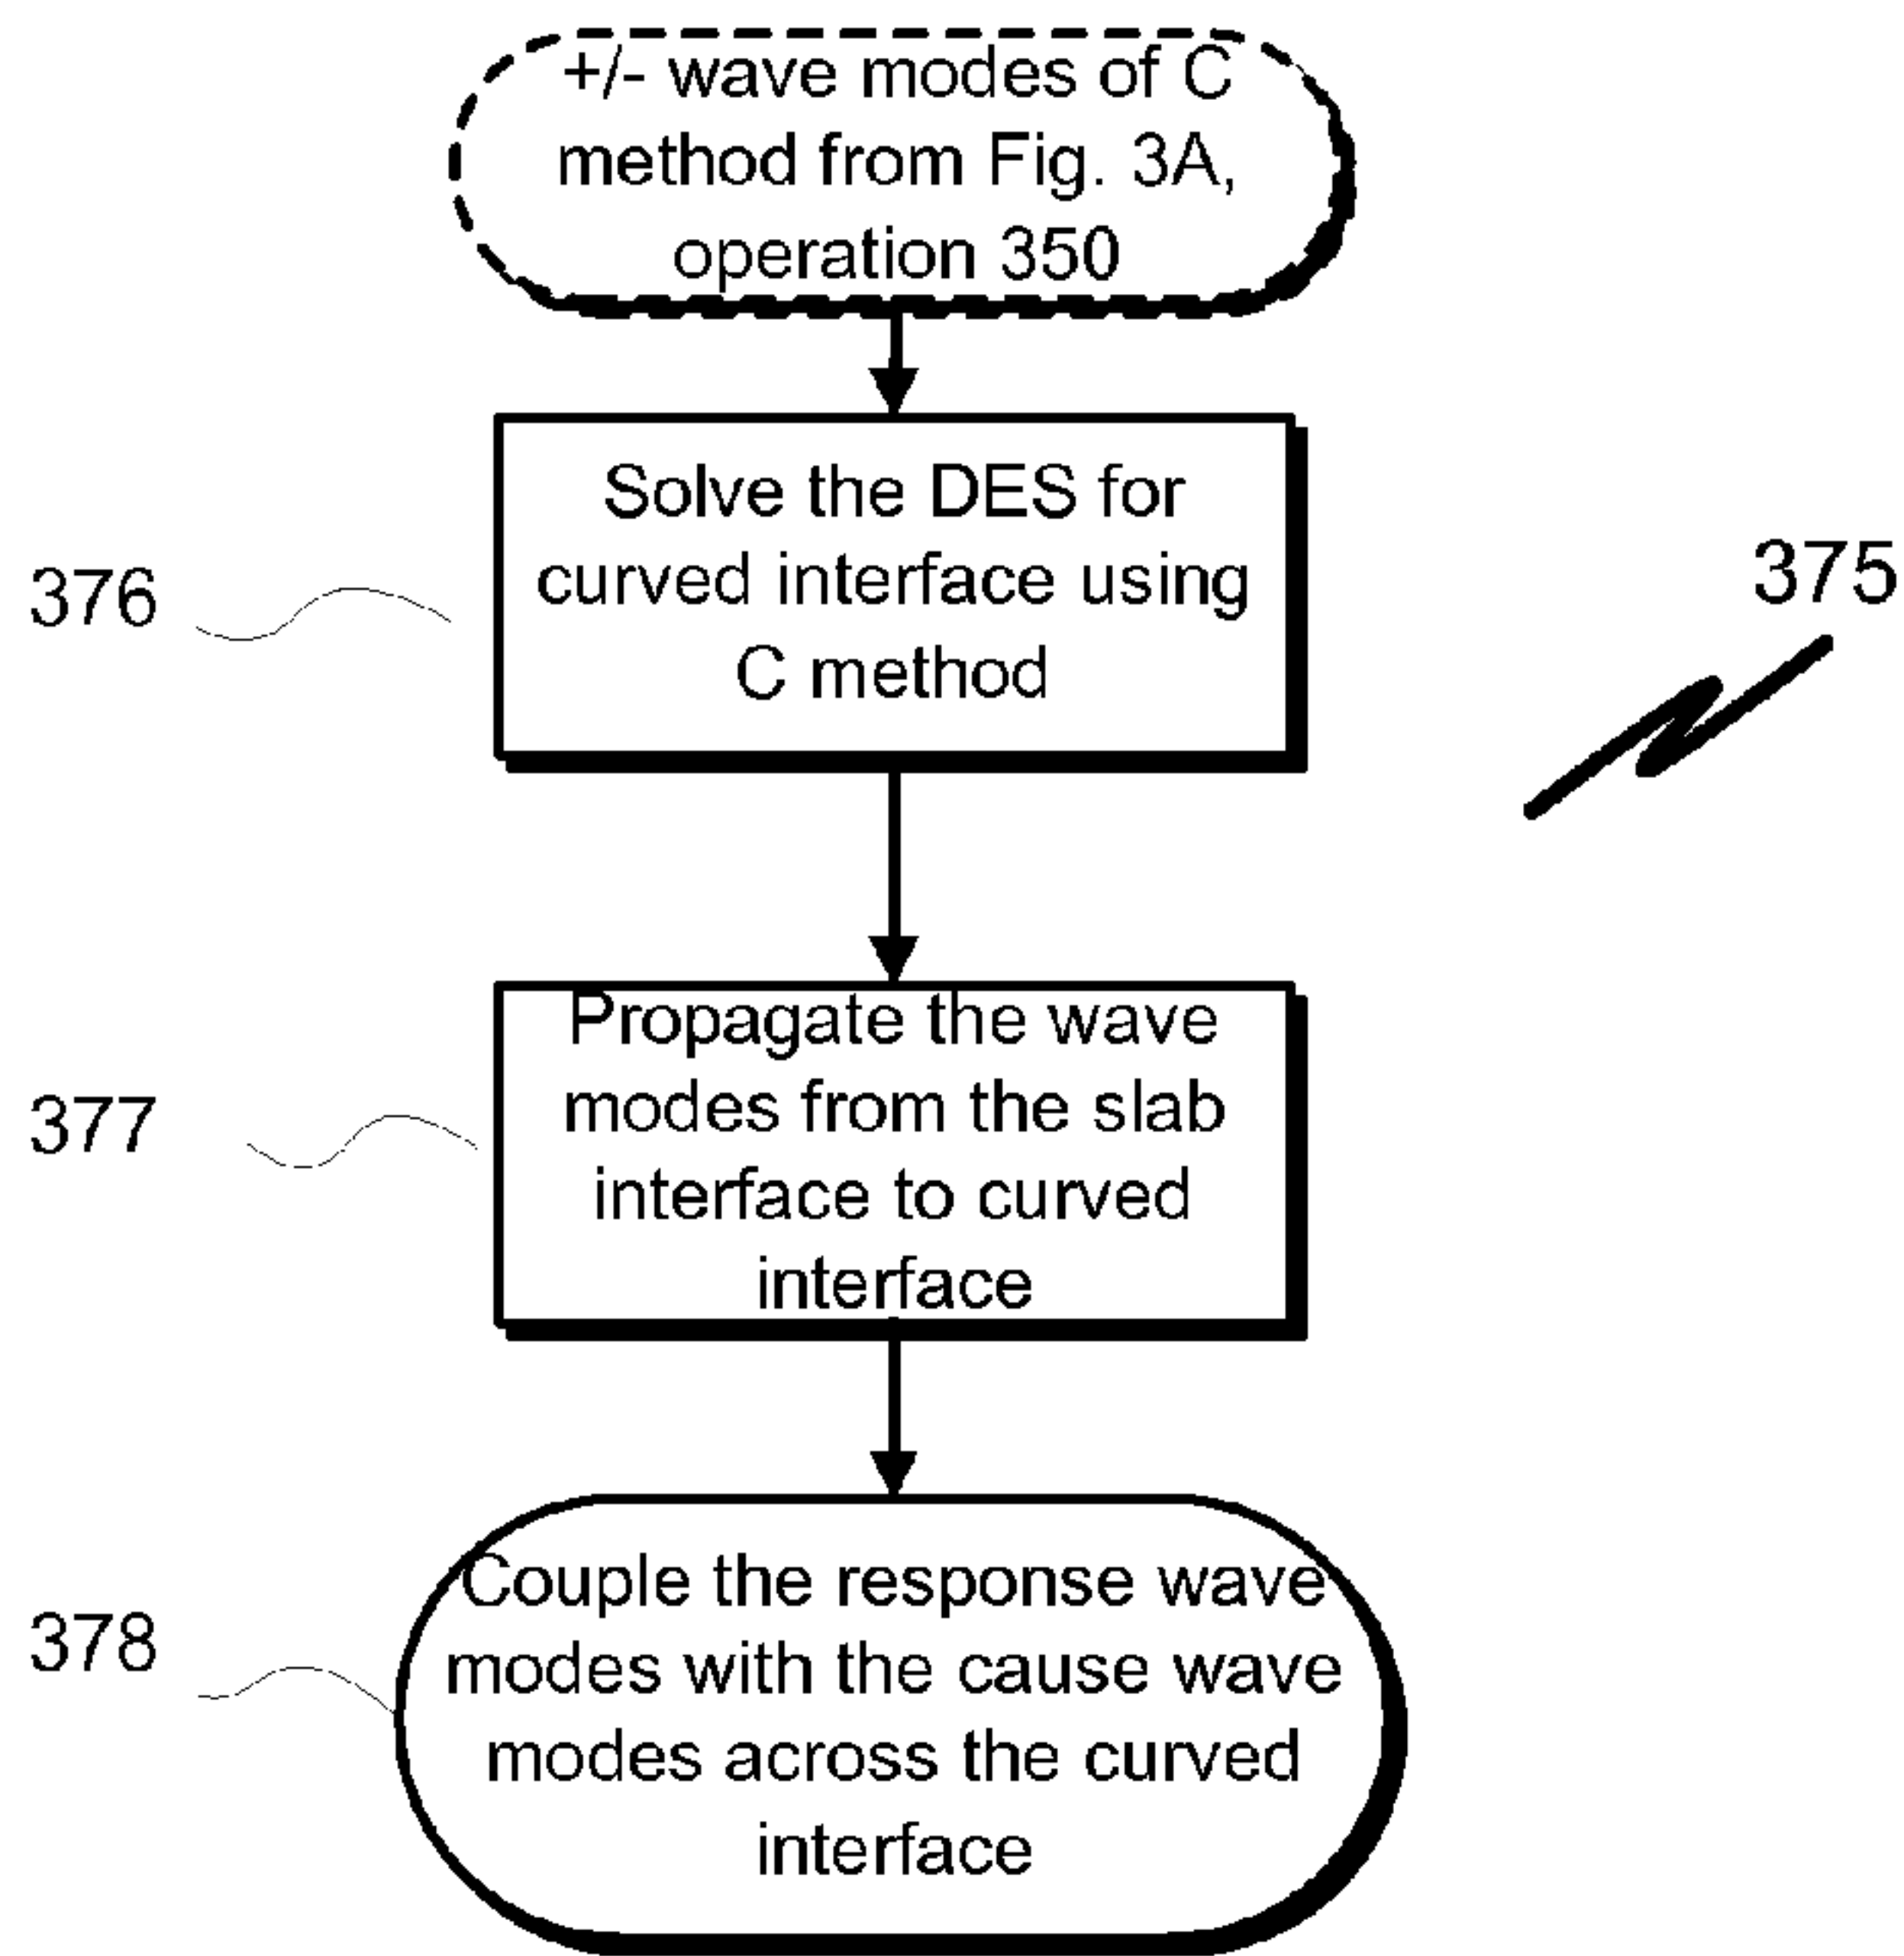 +/- wave modes of C
method from Fig. 3A,
operation 350
Solve the DES for
curved interface using
C method
376
375
Propagate the wave
modes from the slab
interface to curved
interface
377
Couple the response wave
modes with the cause wave
modes across the curved
interface
378